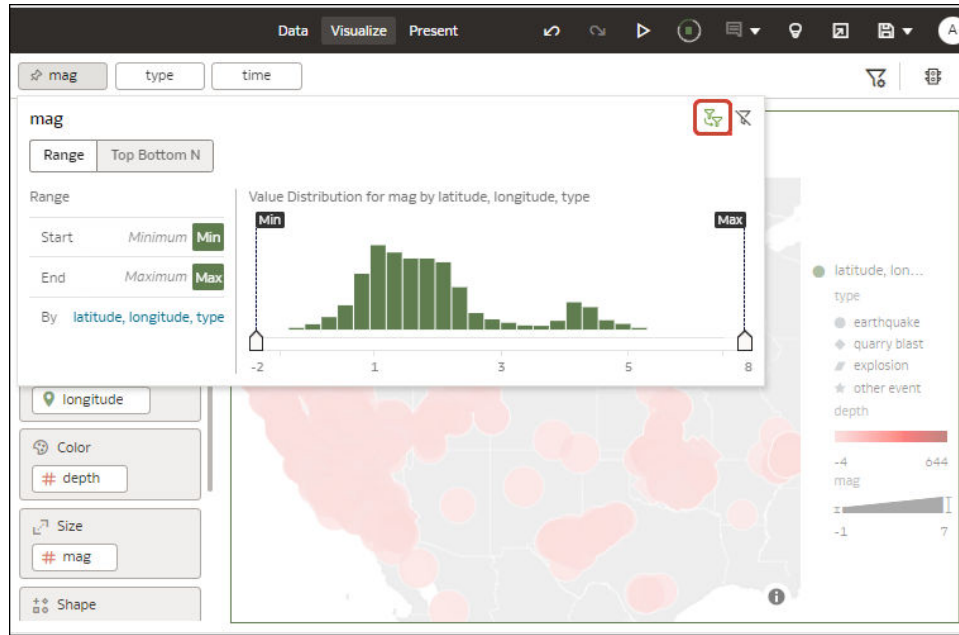 Data Visualize Present A
mag type time
mag
Range Top Bottom N
Range
Start Minimum Min
End Maximum Max
By latitude, longitude, type
Value Distribution for mag by latitude, longitude, type
Min Max
-2 1 3 5 8
longitude
Color
# depth
Size
# mag
Shape
latitude, lon...
type
earthquake
quarry blast
explosion
other event
depth
-4 644
mag
-1 7